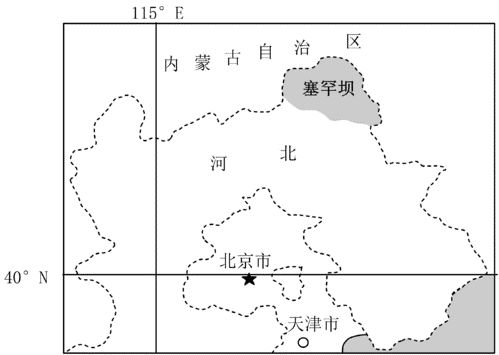 115° E
内蒙古自治区
塞罕坝
河北
北京市
40° N
天津市